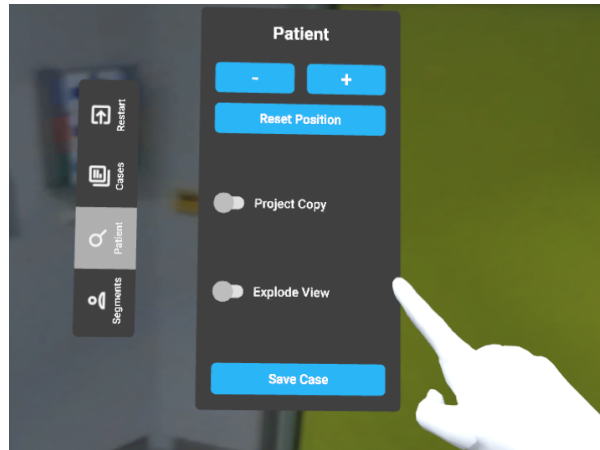 Patient
- +
Reset Position
Project Copy
Explode View
Save Case
Restart
Cases
Patient
Segments